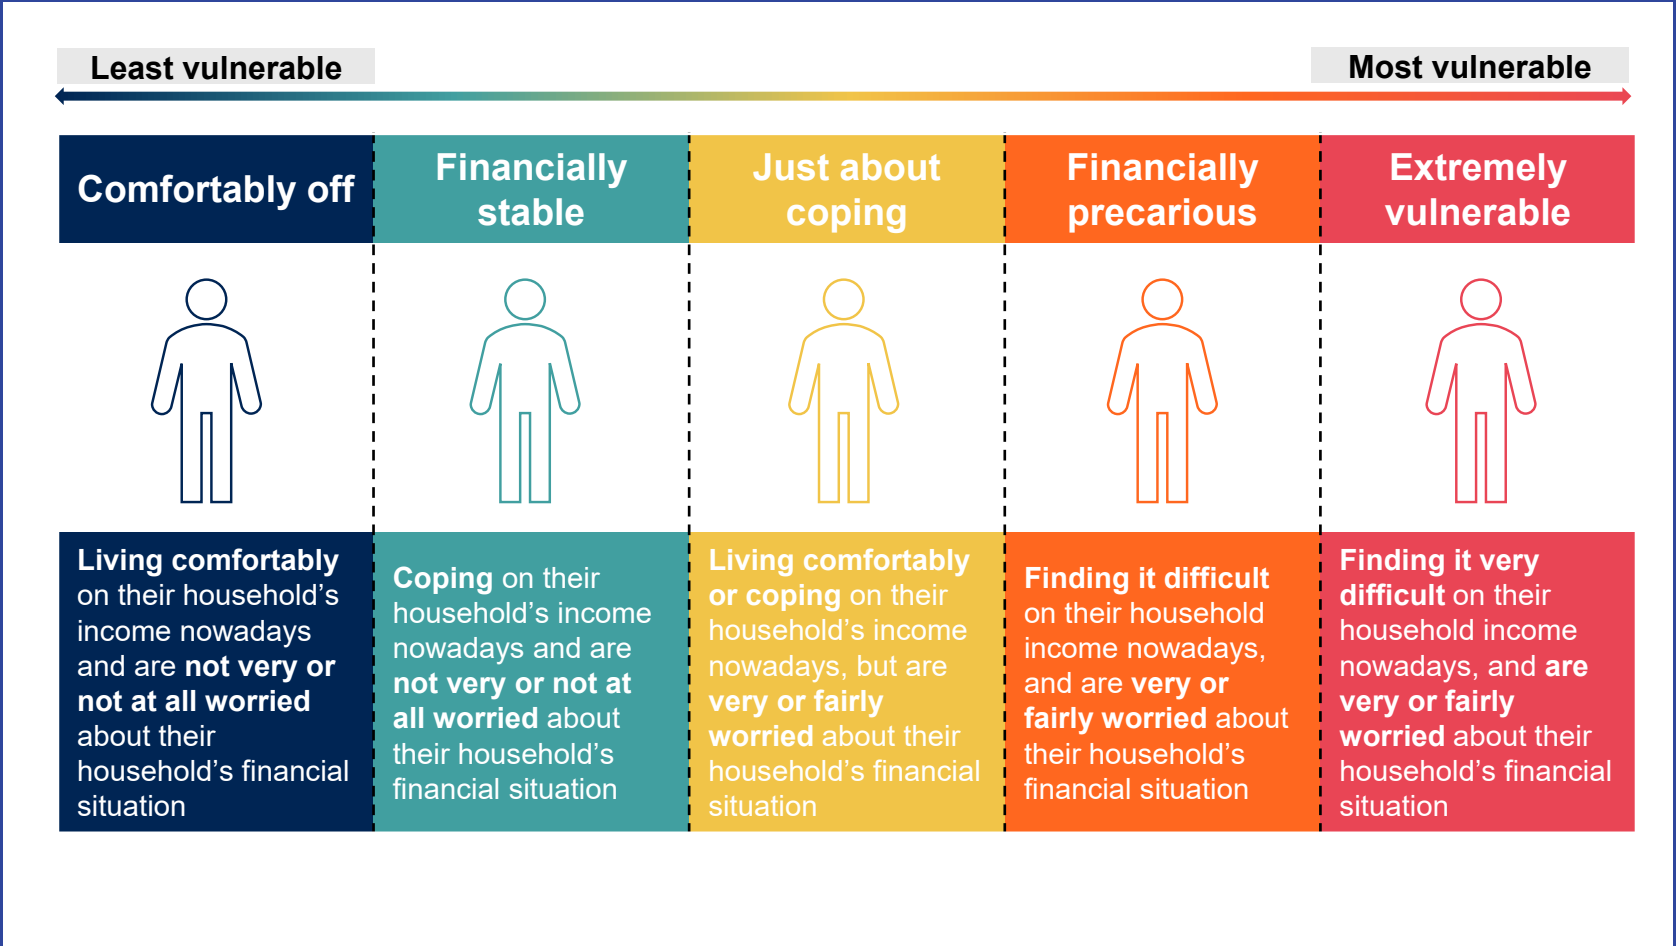 Least vulnerable
Most vulnerable
Comfortably off
Financially
stable
Just about
coping
Financially
precarious
Extremely
vulnerable
Living comfortably
on their household’s
income nowadays
and are not very or
not at all worried
about their
household’s financial
situation
Coping on their
household’s income
nowadays and are
not very or not at
all worried about
their household’s
financial situation
Living comfortably
or coping on their
household’s income
nowadays, but are
very or fairly
worried about their
household’s financial
situation
Finding it difficult
on their household
income nowadays,
and are very or
fairly worried about
their household’s
financial situation
Finding it very
difficult on their
household income
nowadays, and are
very or fairly
worried about their
household’s financial
situation